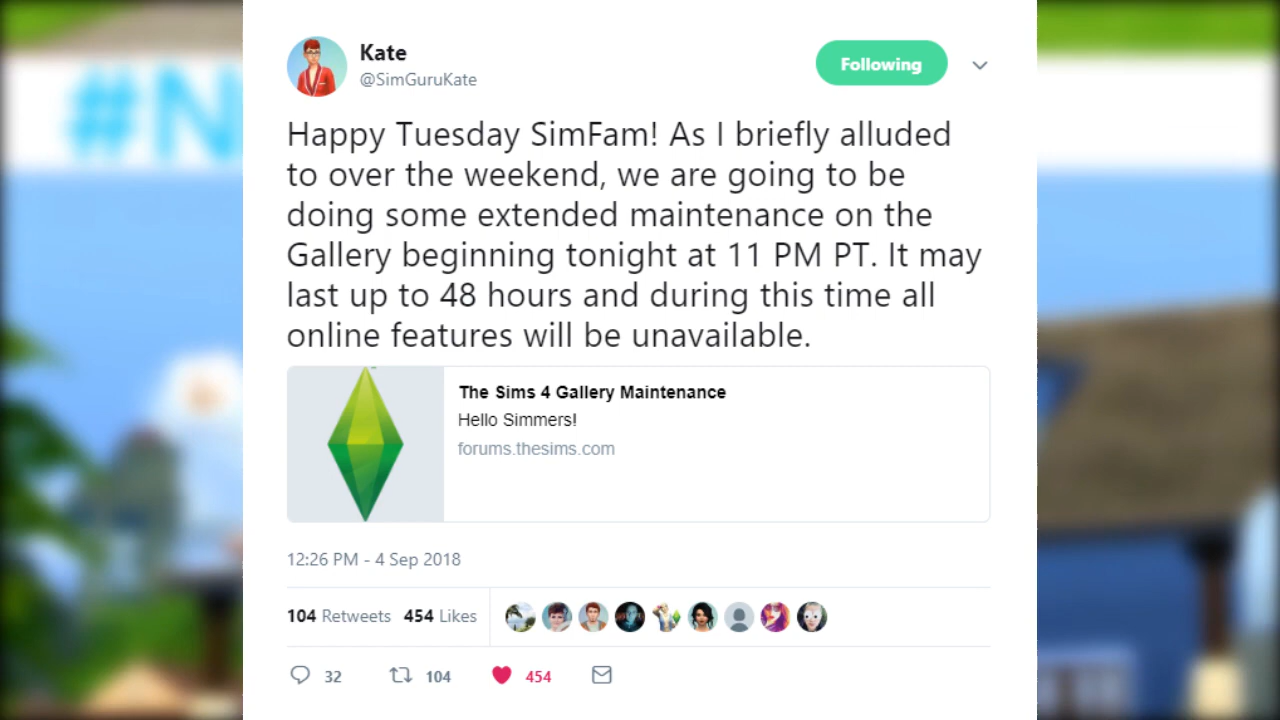 #N
Kate
@SimGuruKate
Following
Happy Tuesday SimFam! As I briefly alluded
to over the weekend, we are going to be
doing some extended maintenance on the
Gallery beginning tonight at 11 PM PT. It may
last up to 48 hours and during this time all
online features will be unavailable.
The Sims 4 Gallery Maintenance
Hello Simmers!
forums.thesims.com
12:26 PM - 4 Sep 2018
104 Retweets 454 Likes
32 104 454